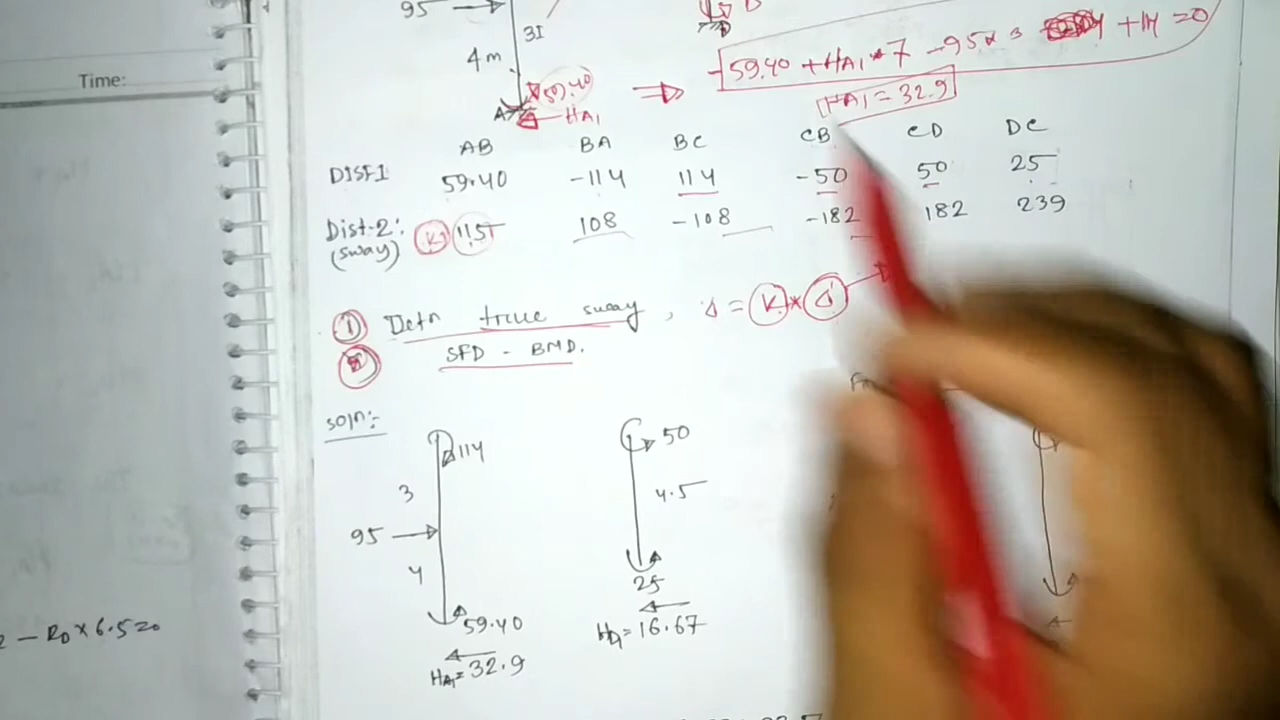 95
3I
4m
59.40
A
HA1
D
-59.40 + HA1*7 - 95×3 + 114 = 0
HA1 = 32.9
Time:
AB BA BC CB CD DC
DIST1 59.40 -114 114 -50 50 25
Dist-2: (sway) K 115 108 -108 -182 182 239
① Detn true sway, Δ = K * Δ'
SFD - BMD.
soln:-
114
3
95
4
59.40
HA1 = 32.9
50
4.5
25
HD1 = 16.67
- RD × 6.5 = 0